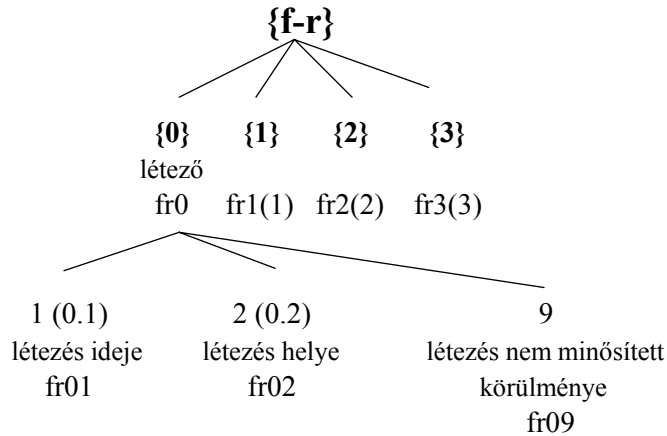 {f-r}
{0} {1} {2} {3}
létező
fr0 fr1(1) fr2(2) fr3(3)
1 (0.1) 2 (0.2) 9
létezés ideje létezés helye létezés nem minősített
fr01 fr02 körülménye
fr09